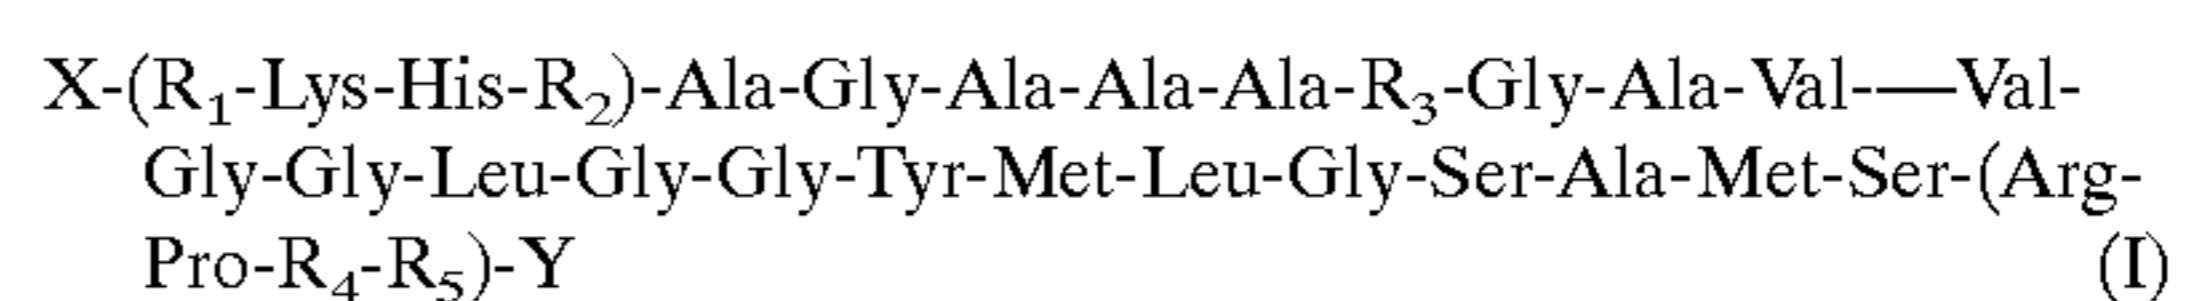 X-(R₁-Lys-His-R₂)-Ala-Gly-Ala-Ala-Ala-R₃-Gly-Ala-Val-—Val-
Gly-Gly-Leu-Gly-Gly-Tyr-Met-Leu-Gly-Ser-Ala-Met-Ser-(Arg-
Pro-R₄-R₅)-Y (I)